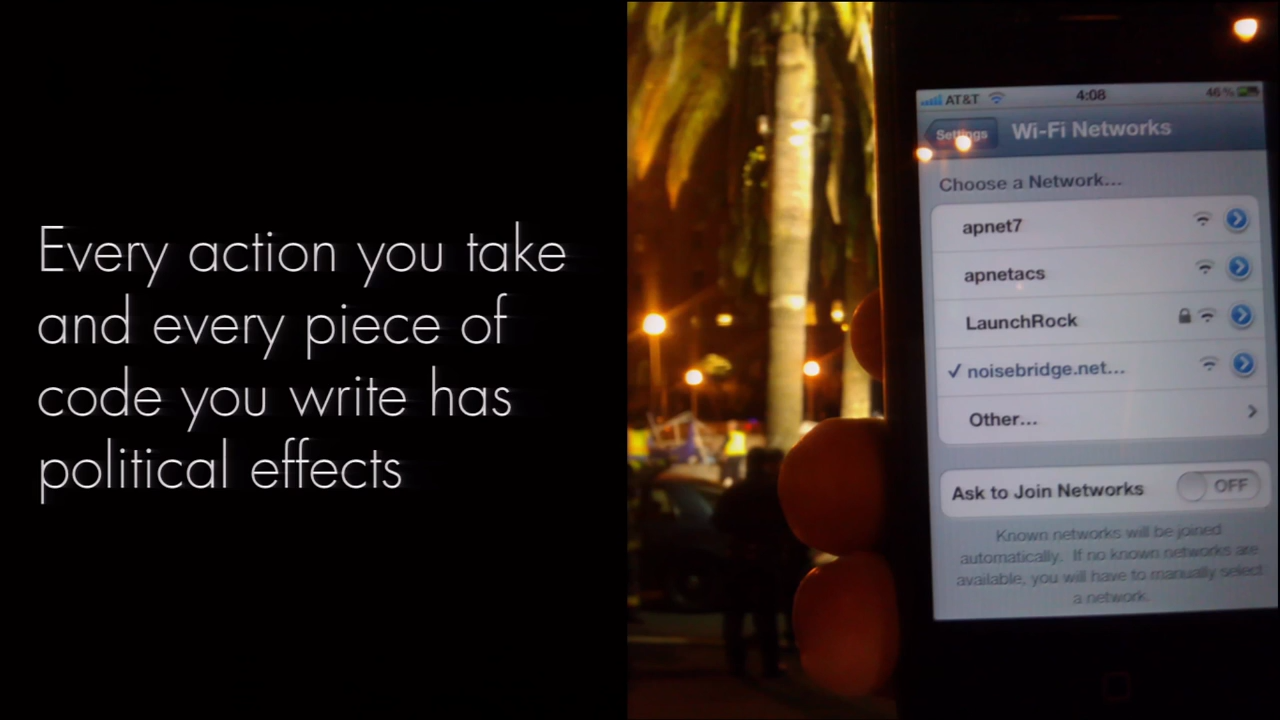 Every action you take
and every piece of
code you write has
political effects
AT&T 4:08 46%
Settings Wi-Fi Networks
Choose a Network...
apnet7
apnetacs
LaunchRock
✓ noisebridge.net...
Other...
Ask to Join Networks OFF
Known networks will be joined
automatically. If no known networks are
available, you will have to manually select
a network.